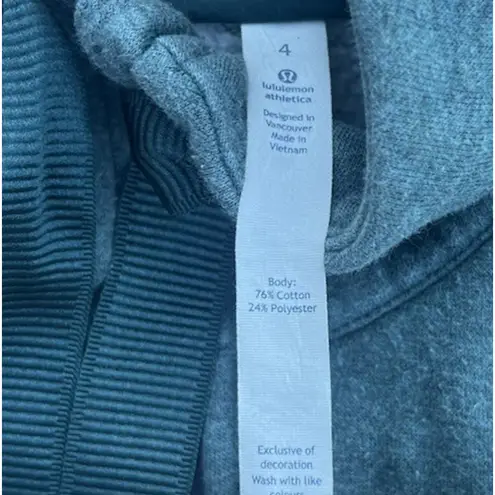 4
lululemon
athletica
Designed in
Vancouver
Made in
Vietnam
Body:
76% Cotton
24% Polyester
Exclusive of
decoration
Wash with like
colours